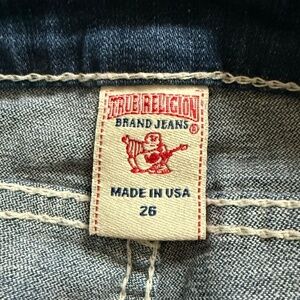 TRUE RELIGION
BRAND JEANS ®
MADE IN USA
26